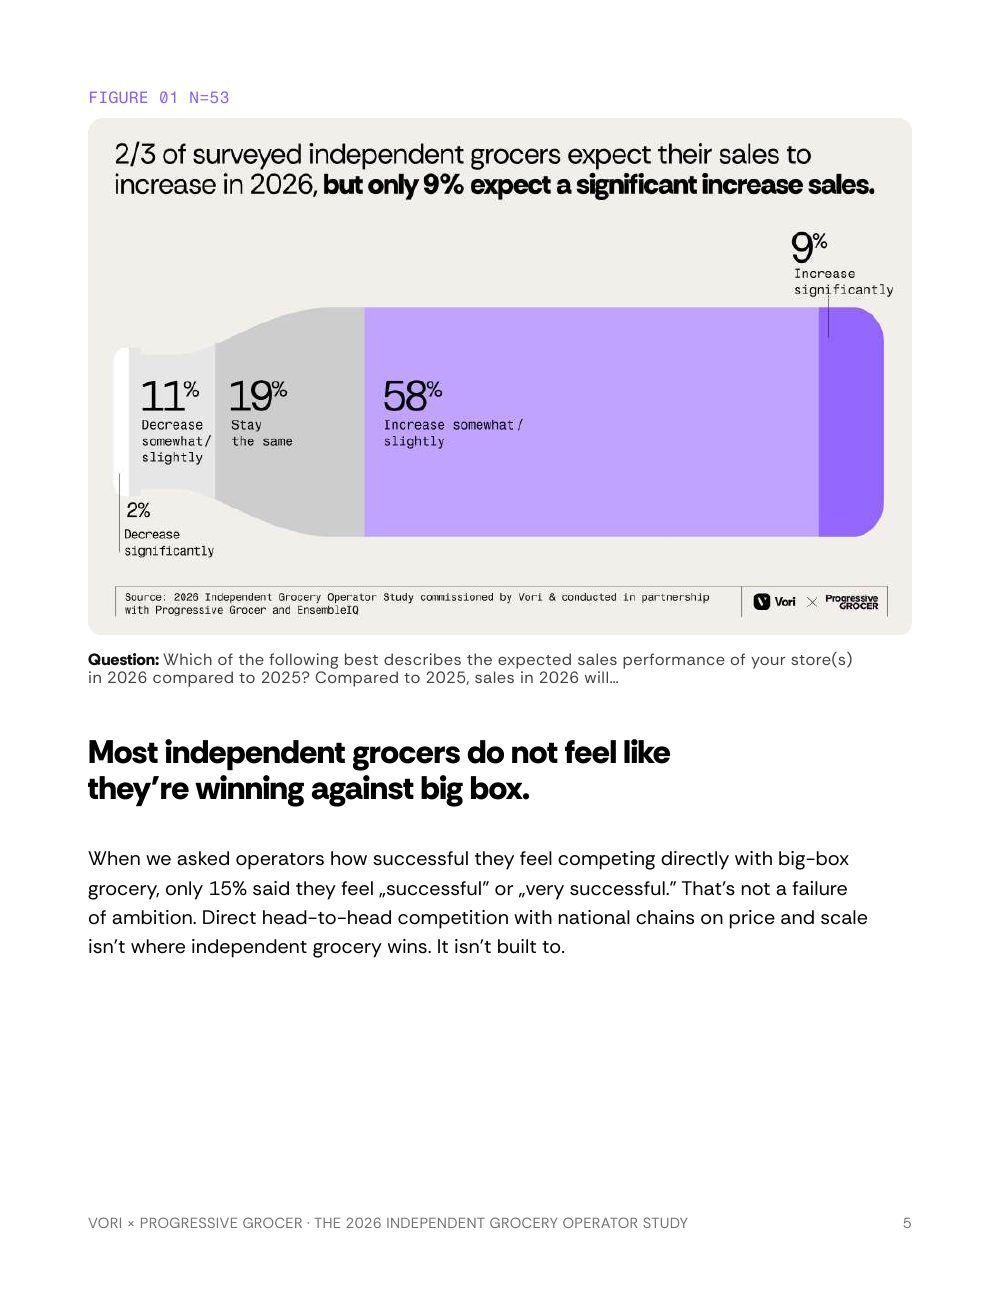 FIGURE 01 N=53
2/3 of surveyed independent grocers expect their sales to
increase in 2026, but only 9% expect a significant increase sales.
9%
Increase
significantly
11%
Decrease
somewhat/
slightly
19%
Stay
the same
58%
Increase somewhat/
slightly
2%
Decrease
significantly
Source: 2026 Independent Grocery Operator Study commissioned by Vori & conducted in partnership
with Progressive Grocer and EnsembleIQ
Vori × Progressive
GROCER
Question: Which of the following best describes the expected sales performance of your store(s)
in 2026 compared to 2025? Compared to 2025, sales in 2026 will…
Most independent grocers do not feel like
they’re winning against big box.
When we asked operators how successful they feel competing directly with big-box
grocery, only 15% said they feel „successful” or „very successful.” That’s not a failure
of ambition. Direct head-to-head competition with national chains on price and scale
isn’t where independent grocery wins. It isn’t built to.
VORI × PROGRESSIVE GROCER · THE 2026 INDEPENDENT GROCERY OPERATOR STUDY
5